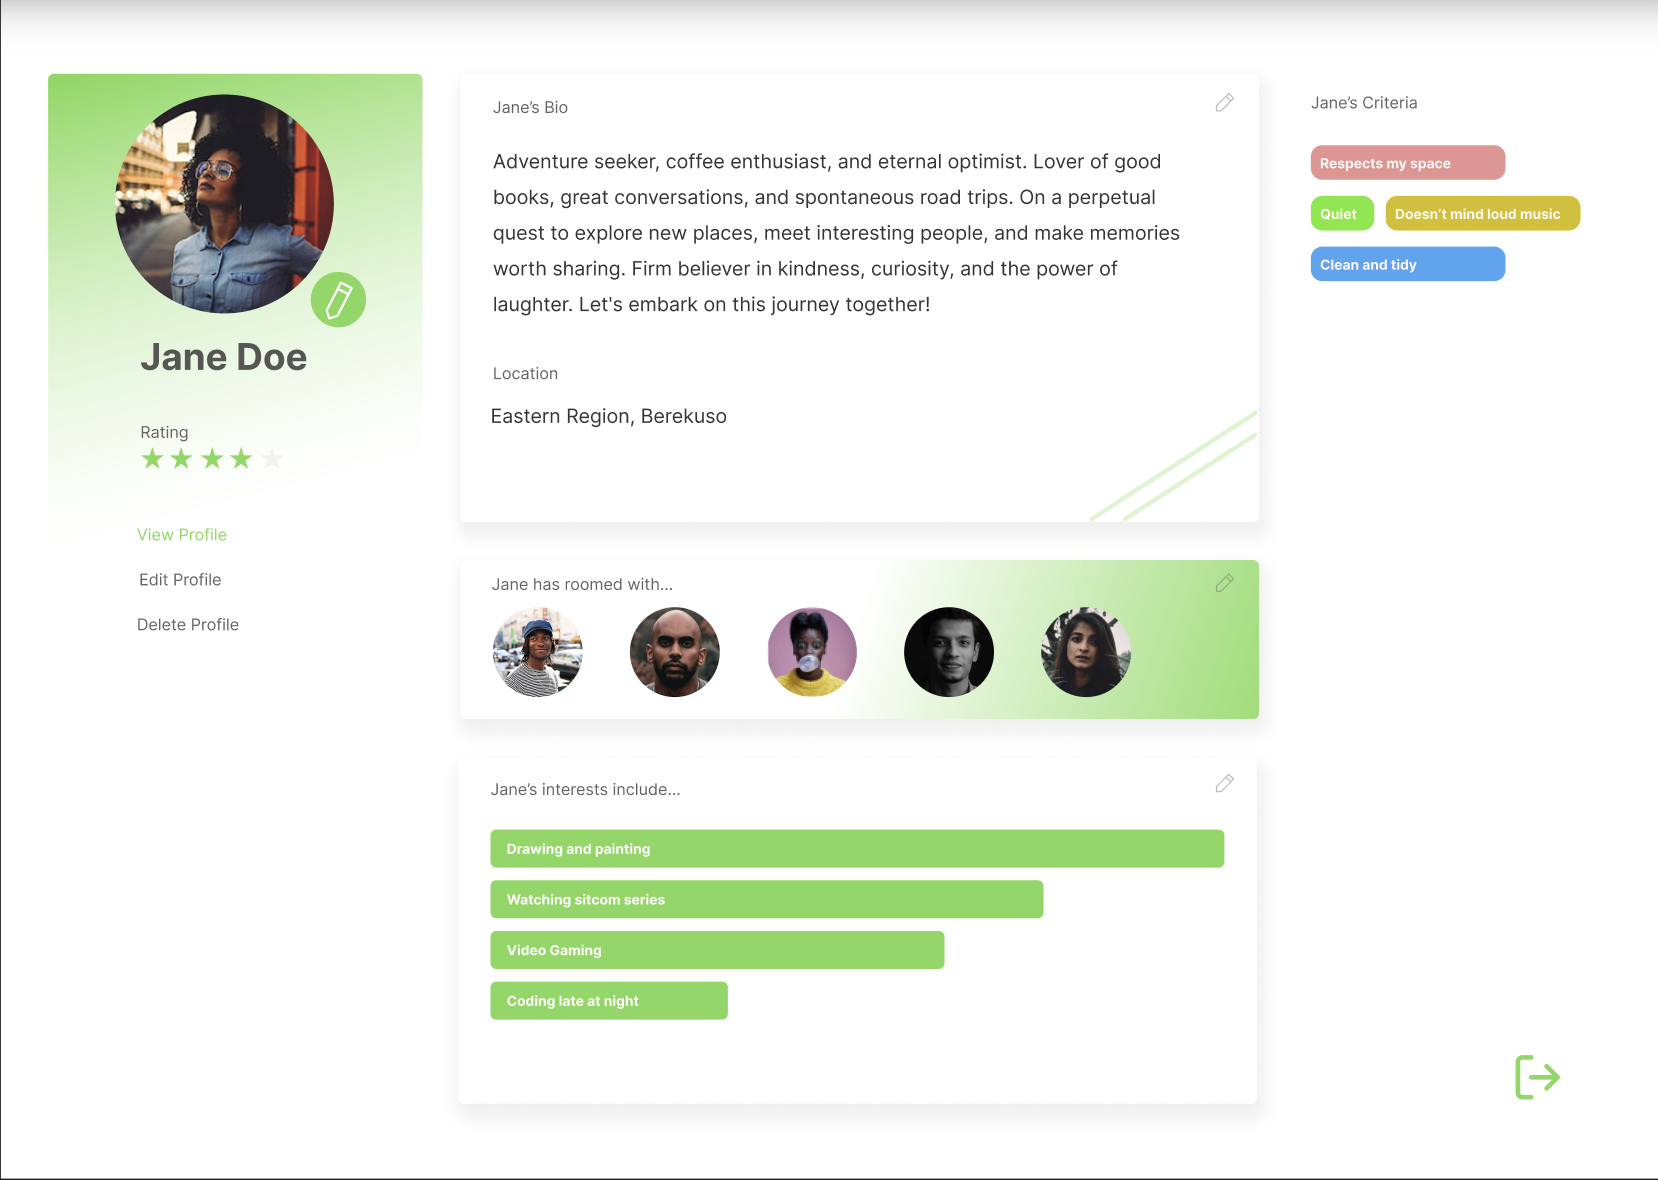 Jane Doe
Rating
View Profile
Edit Profile
Delete Profile
Jane’s Bio
Adventure seeker, coffee enthusiast, and eternal optimist. Lover of good
books, great conversations, and spontaneous road trips. On a perpetual
quest to explore new places, meet interesting people, and make memories
worth sharing. Firm believer in kindness, curiosity, and the power of
laughter. Let's embark on this journey together!
Location
Eastern Region, Berekuso
Jane has roomed with...
Jane’s interests include...
Drawing and painting
Watching sitcom series
Video Gaming
Coding late at night
Jane’s Criteria
Respects my space
Quiet
Doesn’t mind loud music
Clean and tidy